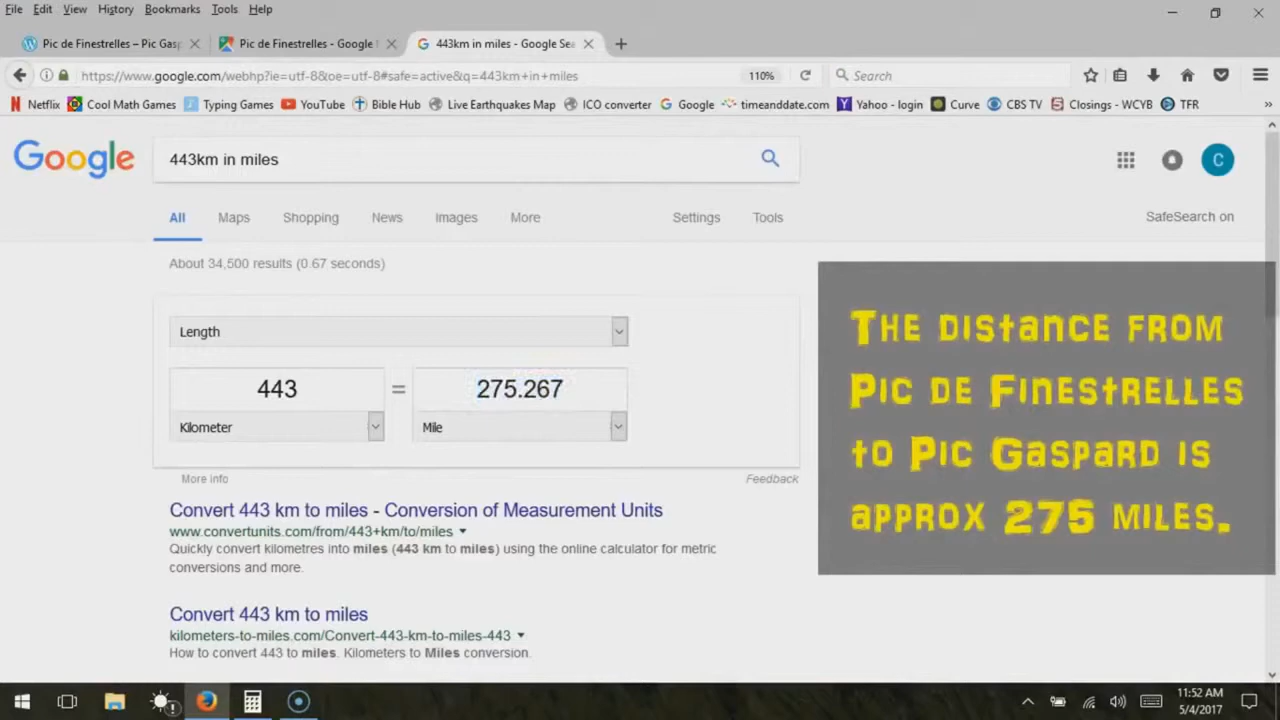 File Edit View History Bookmarks Tools Help
Pic de Finestrelles – Pic Gasp
Pic de Finestrelles - Google
443km in miles - Google Sea
https://www.google.com/webhp?ie=utf-8&oe=utf-8#safe=active&q=443km+in+miles
110%
Search
Netflix Cool Math Games Typing Games YouTube Bible Hub Live Earthquakes Map ICO converter Google timeanddate.com Yahoo - login Curve CBS TV Closings - WCYB TFR
Google
443km in miles
C
All Maps Shopping News Images More Settings Tools
SafeSearch on
About 34,500 results (0.67 seconds)
Length
443 = 275.267
Kilometer Mile
More info Feedback
Convert 443 km to miles - Conversion of Measurement Units
www.convertunits.com/from/443+km/to/miles
Quickly convert kilometres into miles (443 km to miles) using the online calculator for metric
conversions and more.
Convert 443 km to miles
kilometers-to-miles.com/Convert-443-km-to-miles-443
How to convert 443 to miles. Kilometers to Miles conversion.
The distance from
Pic de Finestrelles
to Pic Gaspard is
approx 275 miles.
11:52 AM
5/4/2017